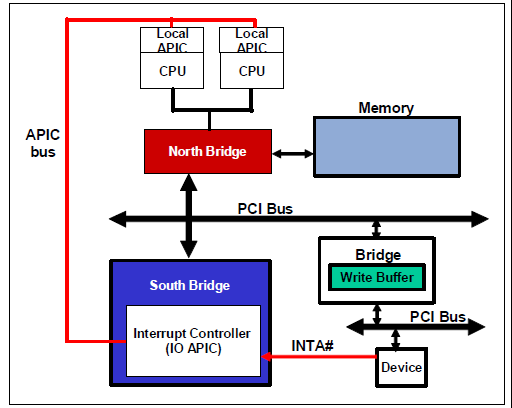 Local
APIC
CPU
Local
APIC
CPU
Memory
APIC
bus
North Bridge
PCI Bus
Bridge
Write Buffer
South Bridge
PCI Bus
Interrupt Controller
(IO APIC)
INTA#
Device